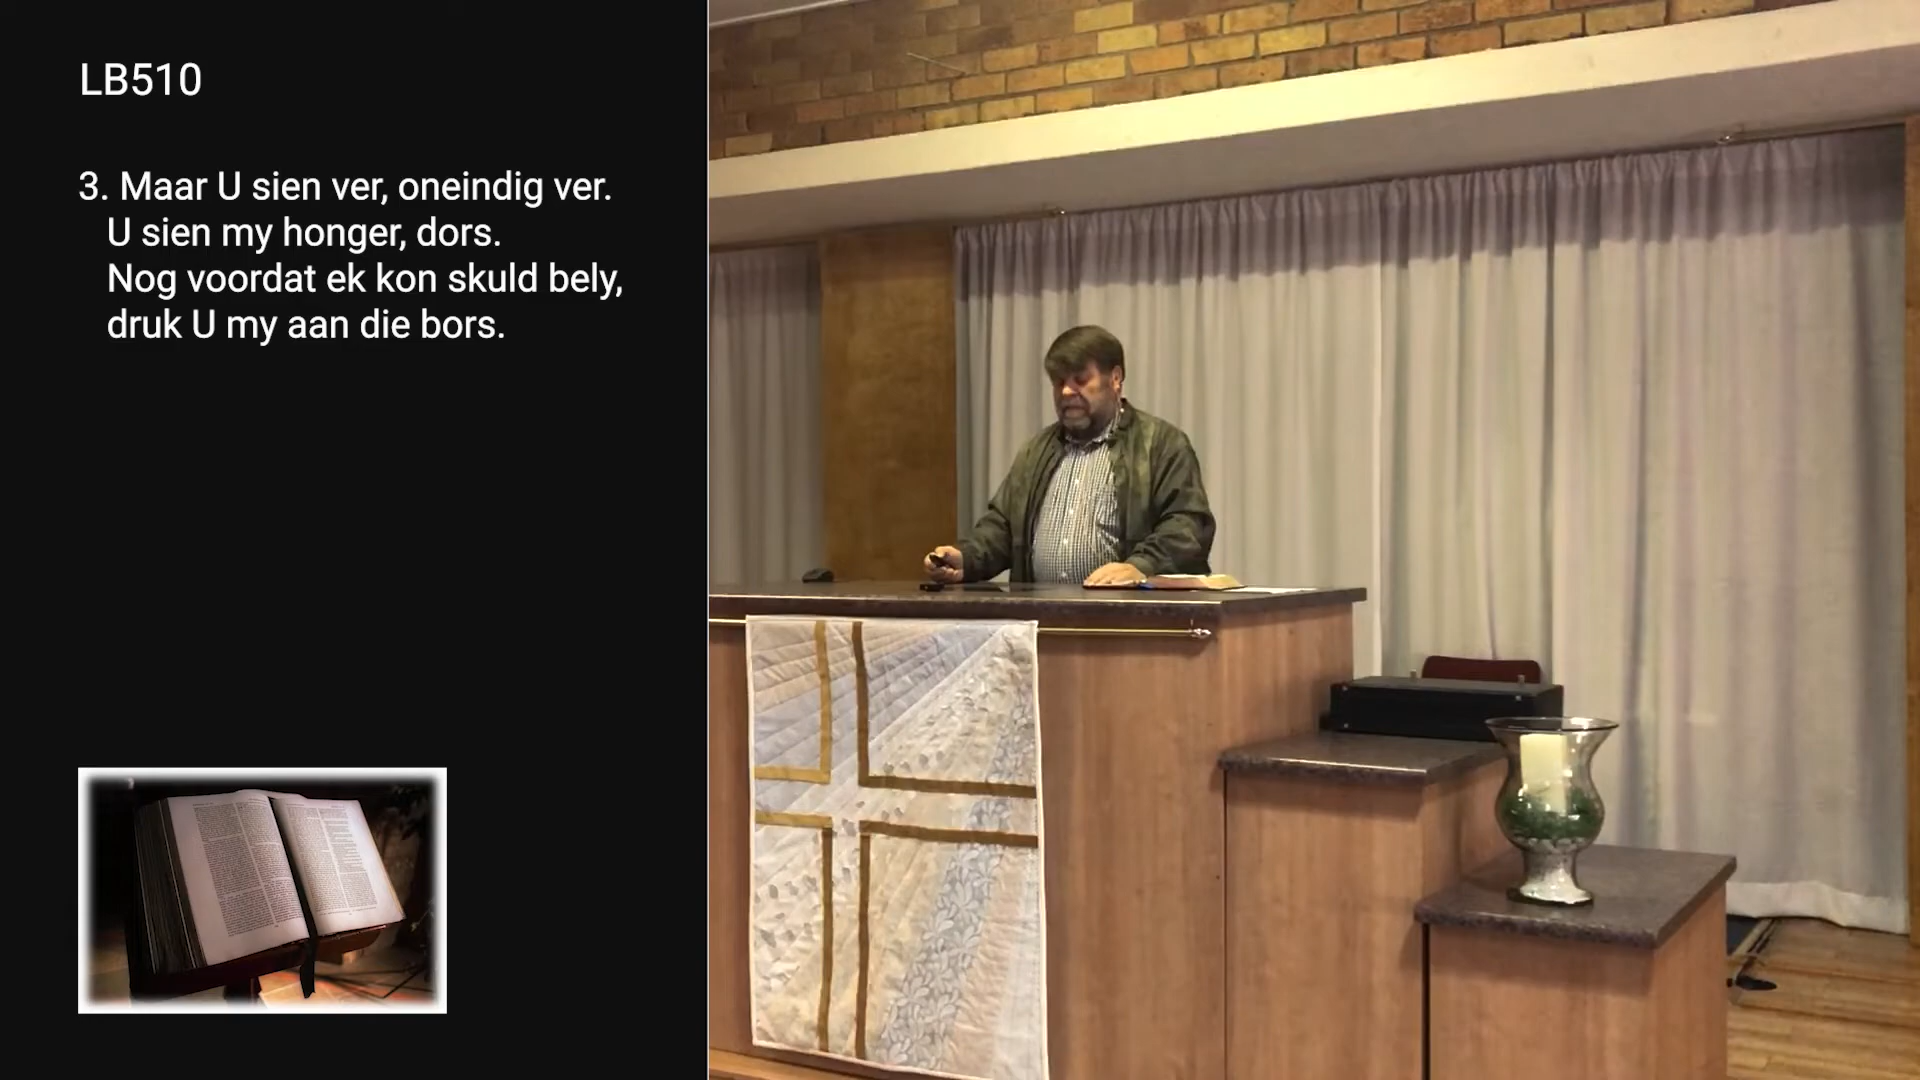 LB510
3. Maar U sien ver, oneindig ver.
U sien my honger, dors.
Nog voordat ek kon skuld bely,
druk U my aan die bors.